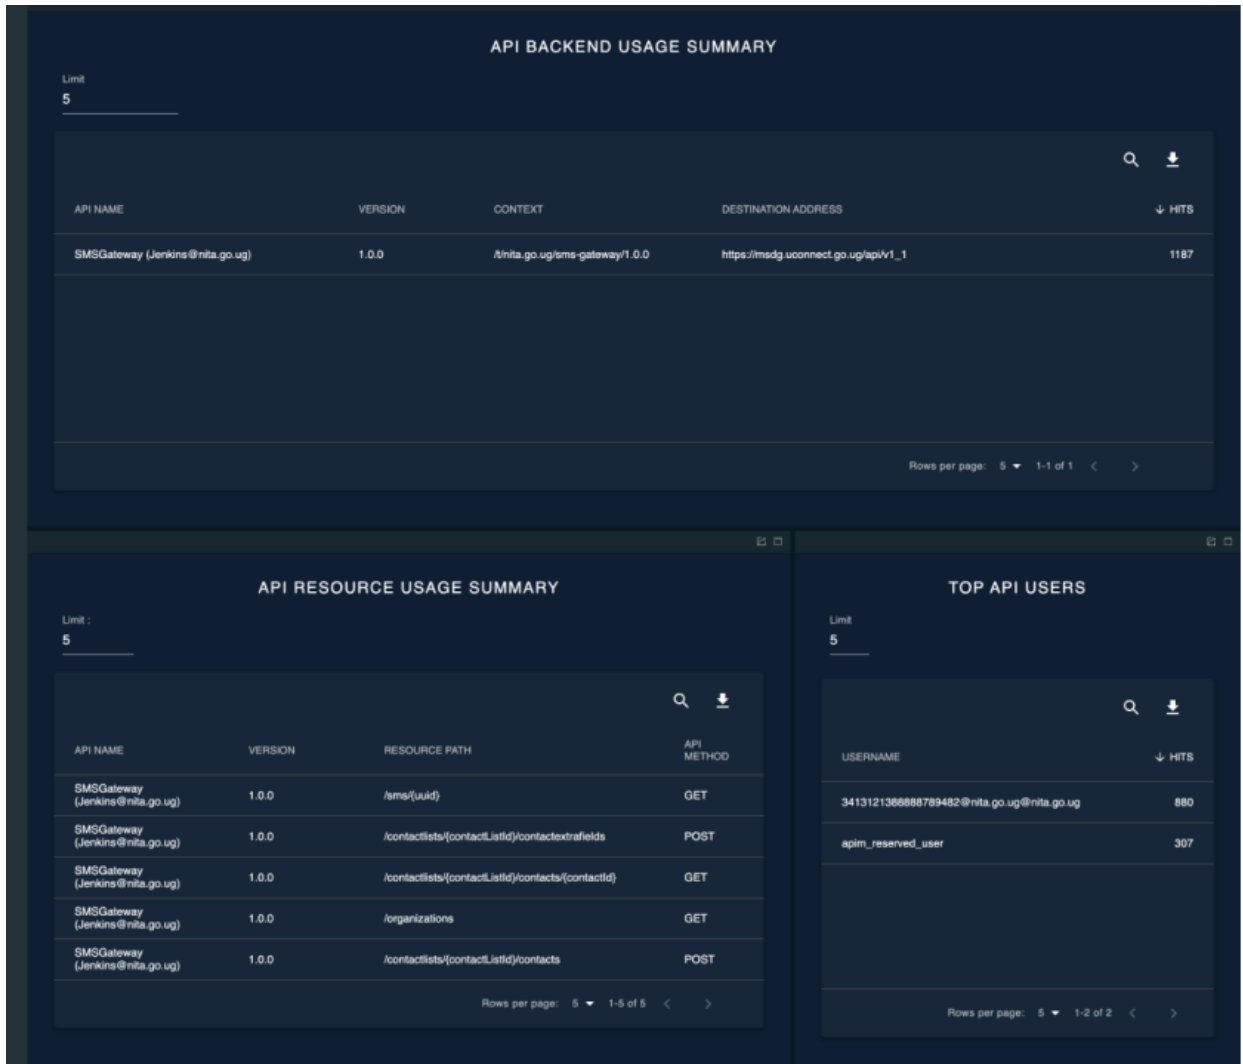 API BACKEND USAGE SUMMARY
Limit
5
API NAME VERSION CONTEXT DESTINATION ADDRESS HITS
SMSGateway (Jenkins@nita.go.ug) 1.0.0 /t/nita.go.ug/sms-gateway/1.0.0 https://msdg.uconnect.go.ug/api/v1_1 1187
Rows per page: 5 1-1 of 1
API RESOURCE USAGE SUMMARY
Limit :
5
API NAME VERSION RESOURCE PATH API
METHOD
SMSGateway
(Jenkins@nita.go.ug) 1.0.0 /sms/{uuid} GET
SMSGateway
(Jenkins@nita.go.ug) 1.0.0 /contactlists/{contactListId}/contactextrafields POST
SMSGateway
(Jenkins@nita.go.ug) 1.0.0 /contactlists/{contactListId}/contacts/{contactId} GET
SMSGateway
(Jenkins@nita.go.ug) 1.0.0 /organizations GET
SMSGateway
(Jenkins@nita.go.ug) 1.0.0 /contactlists/{contactListId}/contacts POST
Rows per page: 5 1-5 of 5
TOP API USERS
Limit
5
USERNAME HITS
3413121388888789482@nita.go.ug@nita.go.ug 880
apim_reserved_user 307
Rows per page: 5 1-2 of 2